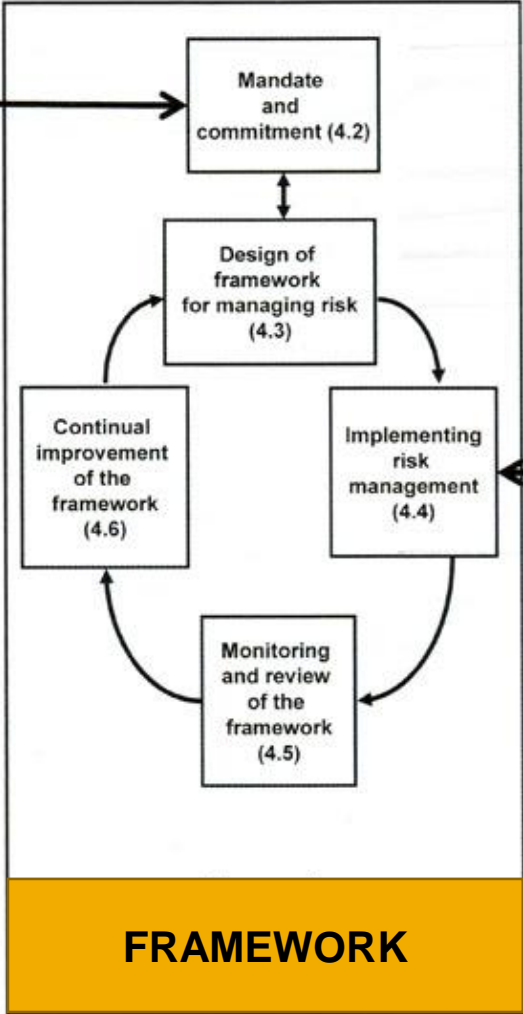 Mandate
and
commitment (4.2)
Design of
framework
for managing risk
(4.3)
Continual
improvement
of the
framework
(4.6)
Implementing
risk
management
(4.4)
Monitoring
and review
of the
framework
(4.5)
FRAMEWORK